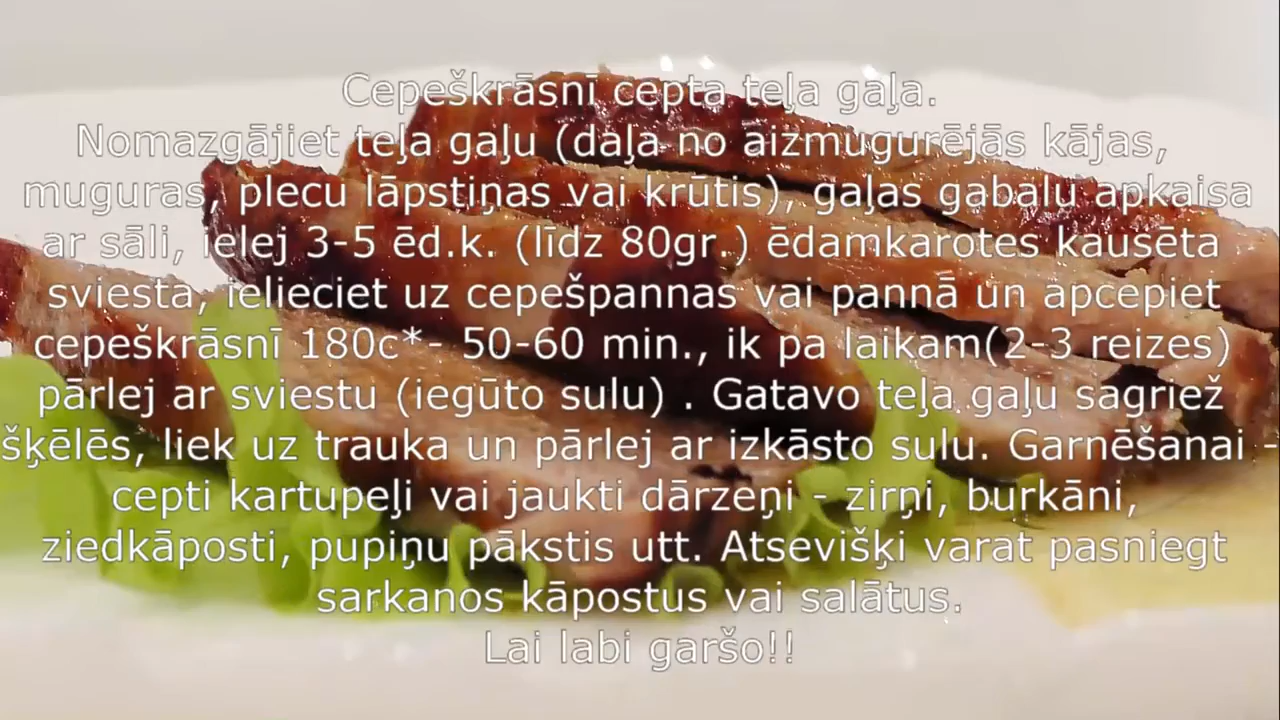 Cepeškrāsnī cepta teļa gaļa.
Nomazgājiet teļa gaļu (daļa no aizmugurējās kājas,
muguras, plecu lāpstiņas vai krūtis), gaļas gabalu apkaisa
ar sāli, ielej 3-5 ēd.k. (līdz 80gr.) ēdamkarotes kausēta
sviesta, ielieciet uz cepešpannas vai pannā un apcepiet
cepeškrāsnī 180c*- 50-60 min., ik pa laikam(2-3 reizes)
pārlej ar sviestu (iegūto sulu) . Gatavo teļa gaļu sagriež
šķēlēs, liek uz trauka un pārlej ar izkāsto sulu. Garnēšanai -
cepti kartupeļi vai jaukti dārzeņi - zirņi, burkāni,
ziedkāposti, pupiņu pākstis utt. Atsevišķi varat pasniegt
sarkanos kāpostus vai salātus.
Lai labi garšo!!